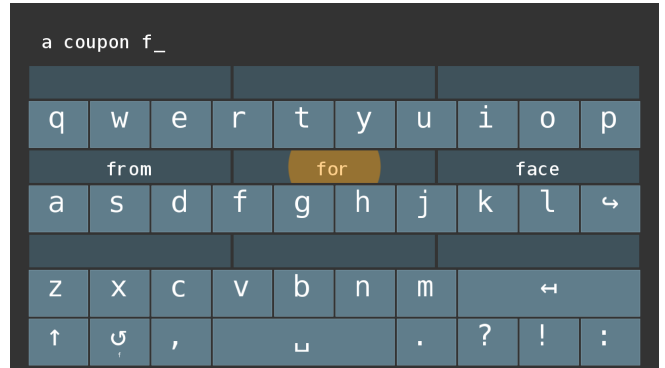 a coupon f_
q w e r t y u i o p
from for face
a s d f g h j k l ↪
z x c v b n m ↤
↑ ↺ , ␣ . ? ! :